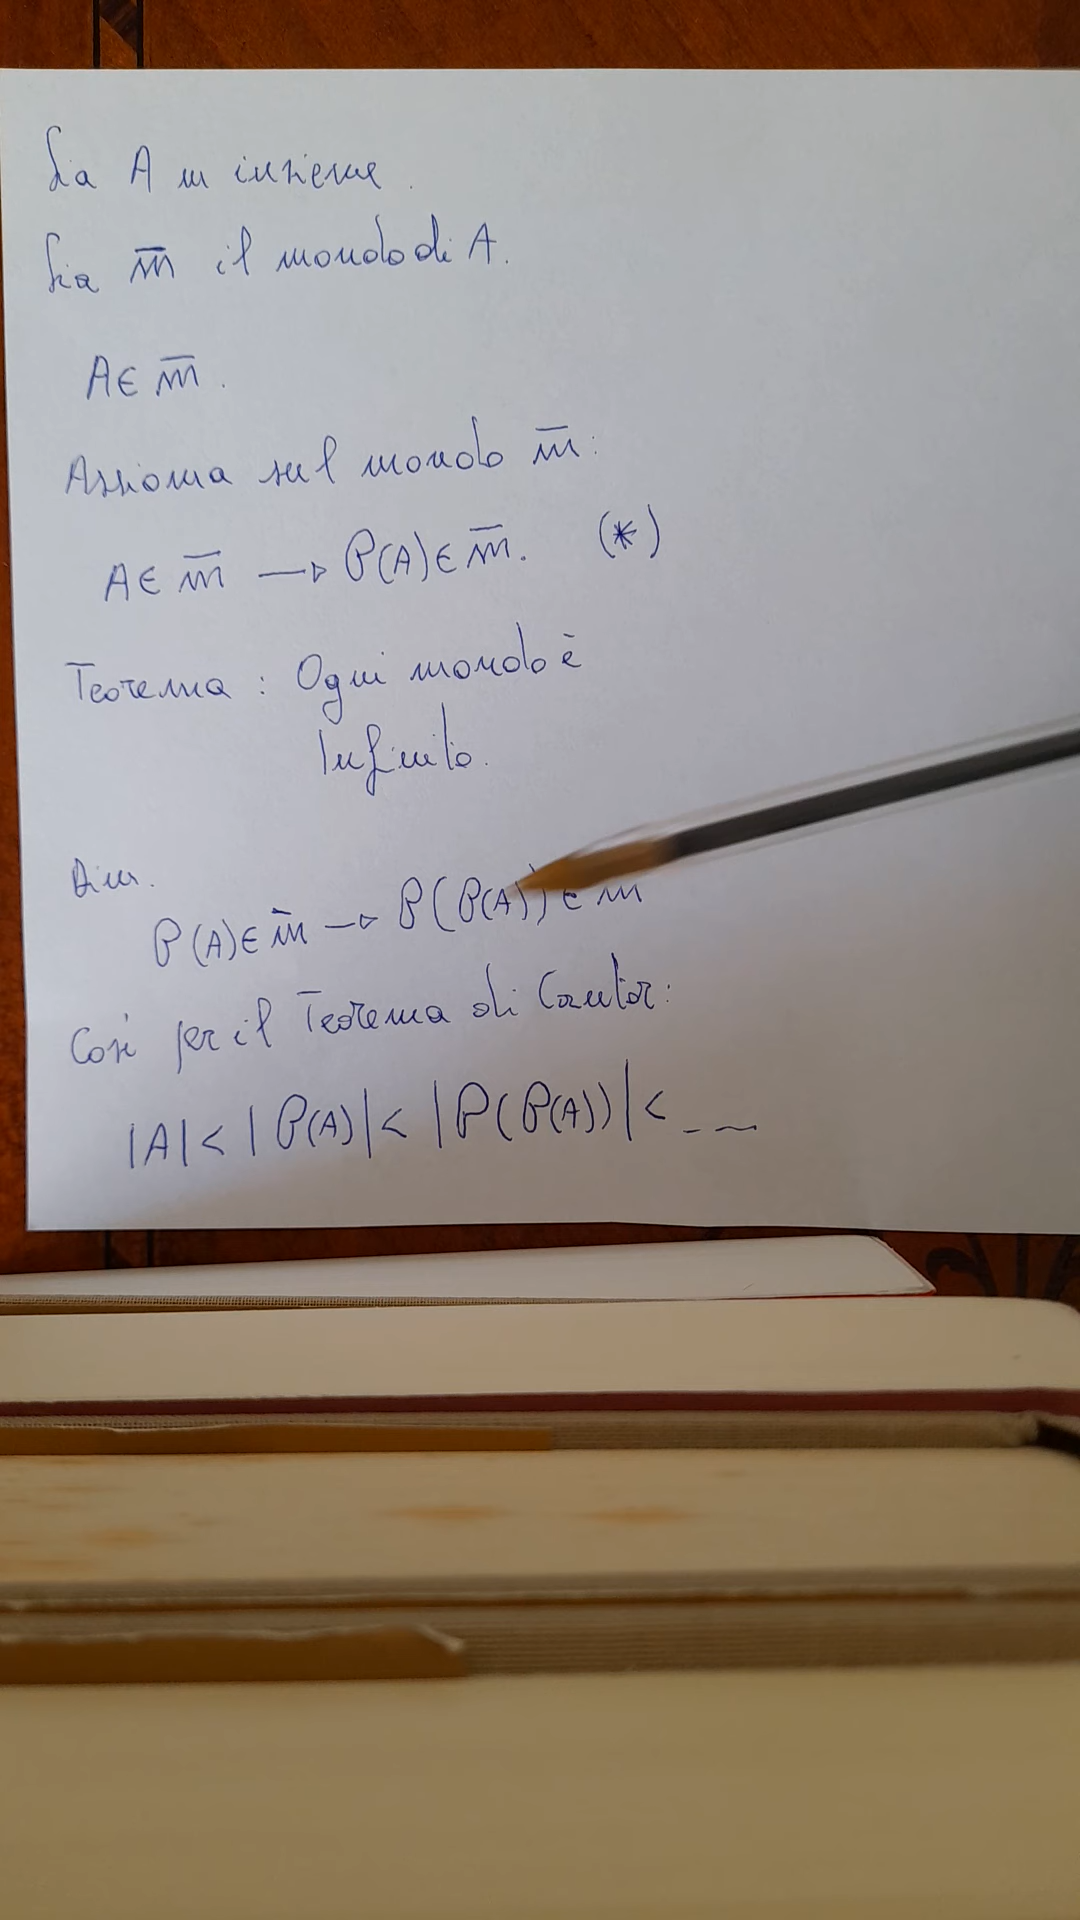 Sia A un insieme.
Sia m̅ il mondo di A.
A ∈ m̅.
Assioma sul mondo m̅:
A ∈ m̅ → P(A) ∈ m̅. (*)
Teorema: Ogni mondo è
Infinito.
Dim.
P(A) ∈ m̅ → P(P(A)) ∈ m
Così per il Teorema di Cantor:
|A| < |P(A)| < |P(P(A))| < ...